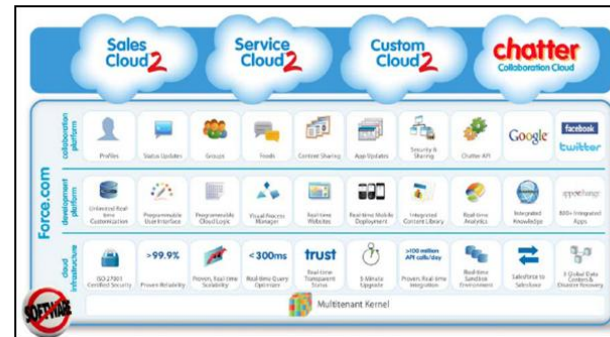 Sales
Cloud2
Service
Cloud2
Custom
Cloud2
chatter
Collaboration Cloud
Force.com
collaboration
platform
Profiles
Status Updates
Groups
Feeds
Content Sharing
App Updates
Security &
Sharing
Chatter API
Google
facebook
twitter
development
platform
Unlimited Real-
time
Customization
Programmable
User Interface
Programmable
Cloud Logic
Visual Process
Manager
Real-time
Websites
Real-time Mobile
Deployment
Integrated
Content Library
Real-time
Analytics
Integrated
Knowledge
appexchange
800+ Integrated
Apps
cloud
infrastructure
ISO 27001
Certified Security
>99.9%
Proven Reliability
Proven, Real-time
Scalability
<300ms
Real-time Query
Optimizer
trust
Real-time
Transparent
Status
5 Minute
Upgrade
>100 million
API calls/day
Proven, Real-time
Integration
Real-time
Sandbox
Environment
Salesforce to
Salesforce
3 Global Data
Centers &
Disaster Recovery
Multitenant Kernel
SOFTWARE